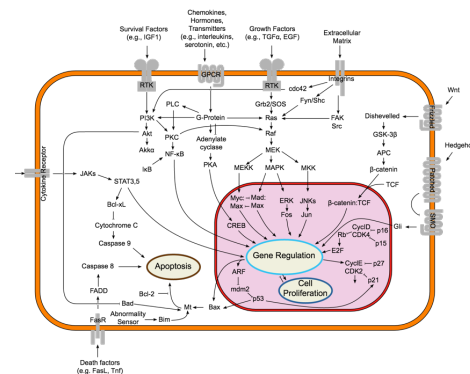 Survival Factors
(e.g., IGF1)
Chemokines,
Hormones,
Transmitters
(e.g., interleukins,
serotonin, etc.)
Growth Factors
(e.g., TGFα, EGF)
Extracellular
Matrix
RTK
GPCR
RTK
Integrins
cdc42
Wnt
PLC
Grb2/SOS
Fyn/Shc
Frizzled
PI3K
G-Protein
Ras
FAK
Dishevelled
Akt
PKC
Adenylate
cyclase
Raf
Src
GSK-3β
Akkα
NF-κB
MEK
APC
Hedgehog
IκB
PKA
MEKK
MAPK
MKK
β-catenin
Patched
Cytokine Receptor
JAKs
STAT3,5
TCF
Myc:
Mad:
Max
Max
ERK
JNKs
Fos
Jun
β-catenin:TCF
Bcl-xL
CREB
Gli
SMO
CycID
p16
Rb
CDK4
p15
Cytochrome C
E2F
Caspase 9
Gene Regulation
CycIE
p27
CDK2
p21
Caspase 8
Apoptosis
ARF
Cell
Proliferation
FADD
mdm2
Bcl-2
p53
Bad
Mt
Bax
FasR
Abnormality
Sensor
Bim
Death factors
(e.g. FasL, Tnf)